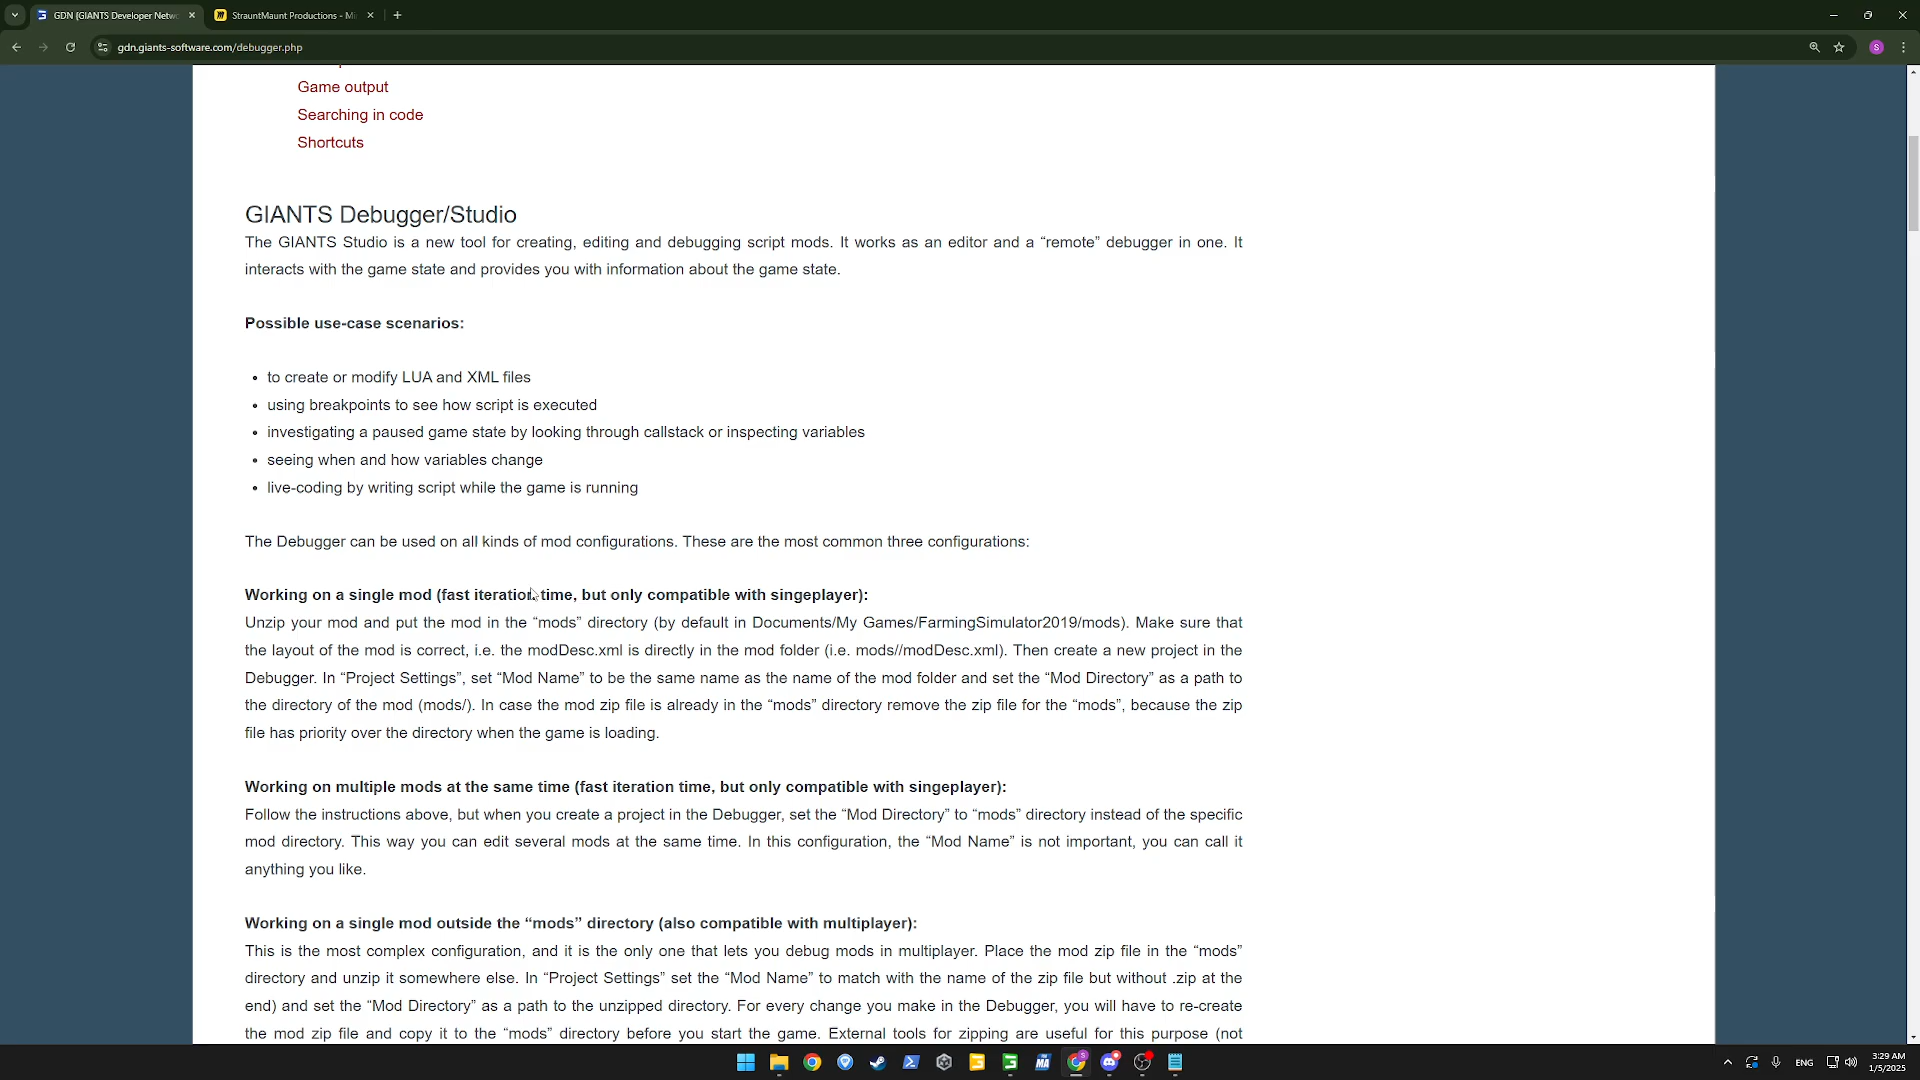 GDN [GIANTS Developer Netwo
StrauntMaunt Productions - Mi
gdn.giants-software.com/debugger.php
S
Game output
Searching in code
Shortcuts
GIANTS Debugger/Studio
The GIANTS Studio is a new tool for creating, editing and debugging script mods. It works as an editor and a “remote” debugger in one. It
interacts with the game state and provides you with information about the game state.
Possible use-case scenarios:
• to create or modify LUA and XML files
• using breakpoints to see how script is executed
• investigating a paused game state by looking through callstack or inspecting variables
• seeing when and how variables change
• live-coding by writing script while the game is running
The Debugger can be used on all kinds of mod configurations. These are the most common three configurations:
Working on a single mod (fast iteration time, but only compatible with singeplayer):
Unzip your mod and put the mod in the “mods” directory (by default in Documents/My Games/FarmingSimulator2019/mods). Make sure that
the layout of the mod is correct, i.e. the modDesc.xml is directly in the mod folder (i.e. mods//modDesc.xml). Then create a new project in the
Debugger. In “Project Settings”, set “Mod Name” to be the same name as the name of the mod folder and set the “Mod Directory” as a path to
the directory of the mod (mods/). In case the mod zip file is already in the “mods” directory remove the zip file for the “mods”, because the zip
file has priority over the directory when the game is loading.
Working on multiple mods at the same time (fast iteration time, but only compatible with singeplayer):
Follow the instructions above, but when you create a project in the Debugger, set the “Mod Directory” to “mods” directory instead of the specific
mod directory. This way you can edit several mods at the same time. In this configuration, the “Mod Name” is not important, you can call it
anything you like.
Working on a single mod outside the “mods” directory (also compatible with multiplayer):
This is the most complex configuration, and it is the only one that lets you debug mods in multiplayer. Place the mod zip file in the “mods”
directory and unzip it somewhere else. In “Project Settings” set the “Mod Name” to match with the name of the zip file but without .zip at the
end) and set the “Mod Directory” as a path to the unzipped directory. For every change you make in the Debugger, you will have to re-create
the mod zip file and copy it to the “mods” directory before you start the game. External tools for zipping are useful for this purpose (not
ENG
3:29 AM
1/5/2025